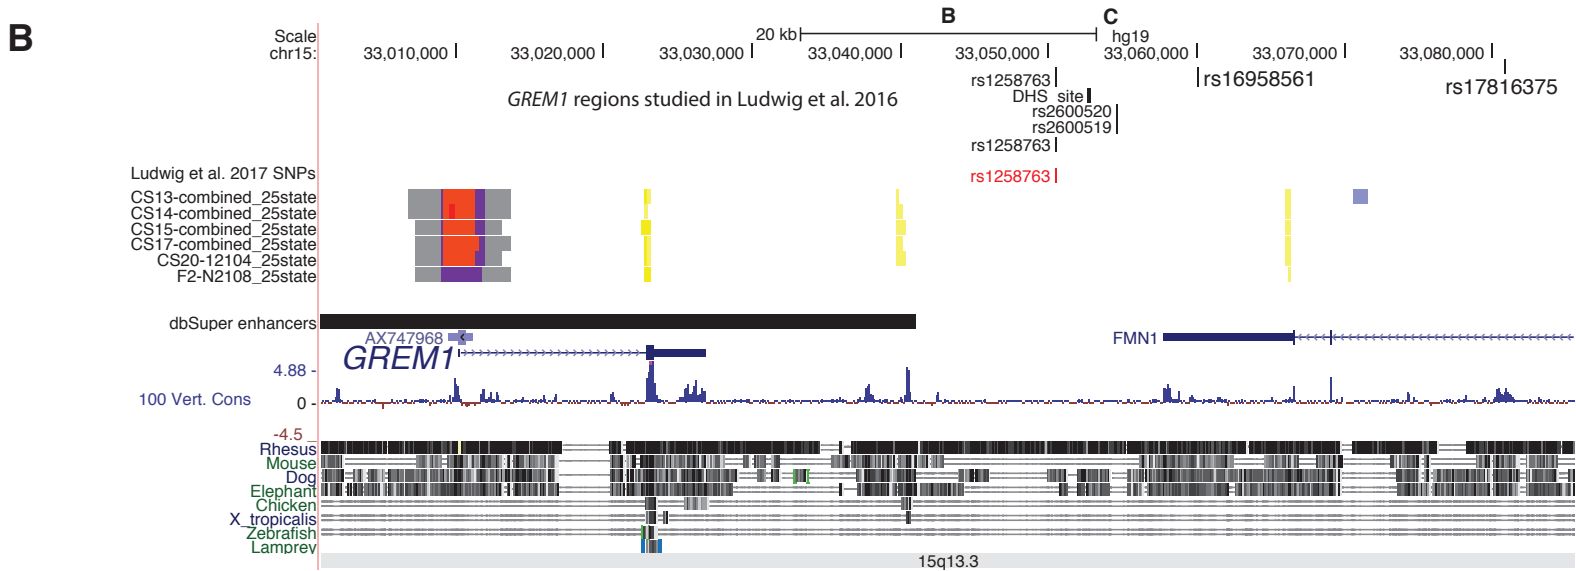 B
B C
Scale 20 kb hg19
chr15: 33,010,000 33,020,000 33,030,000 33,040,000 33,050,000 33,060,000 33,070,000 33,080,000
rs1258763 rs16958561 rs17816375
GREM1 regions studied in Ludwig et al. 2016 DHS_site
rs2600520
rs2600519
rs1258763
Ludwig et al. 2017 SNPs rs1258763
CS13-combined_25state
CS14-combined_25state
CS15-combined_25state
CS17-combined_25state
CS20-12104_25state
F2-N2108_25state
dbSuper enhancers
AX747968 FMN1
GREM1
4.88 -
100 Vert. Cons
0 -
-4.5 _
Rhesus
Mouse
Dog
Elephant
Chicken
X_tropicalis
Zebrafish
Lamprey
15q13.3